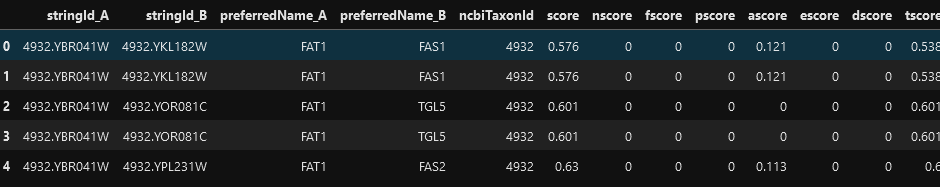 stringId_A stringId_B preferredName_A preferredName_B ncbiTaxonId score nscore fscore pscore ascore escore dscore tscore
0 4932.YBR041W 4932.YKL182W FAT1 FAS1 4932 0.576 0 0 0 0.121 0 0 0.538
1 4932.YBR041W 4932.YKL182W FAT1 FAS1 4932 0.576 0 0 0 0.121 0 0 0.538
2 4932.YBR041W 4932.YOR081C FAT1 TGL5 4932 0.601 0 0 0 0 0 0 0.601
3 4932.YBR041W 4932.YOR081C FAT1 TGL5 4932 0.601 0 0 0 0 0 0 0.601
4 4932.YBR041W 4932.YPL231W FAT1 FAS2 4932 0.63 0 0 0 0.113 0 0 0.6